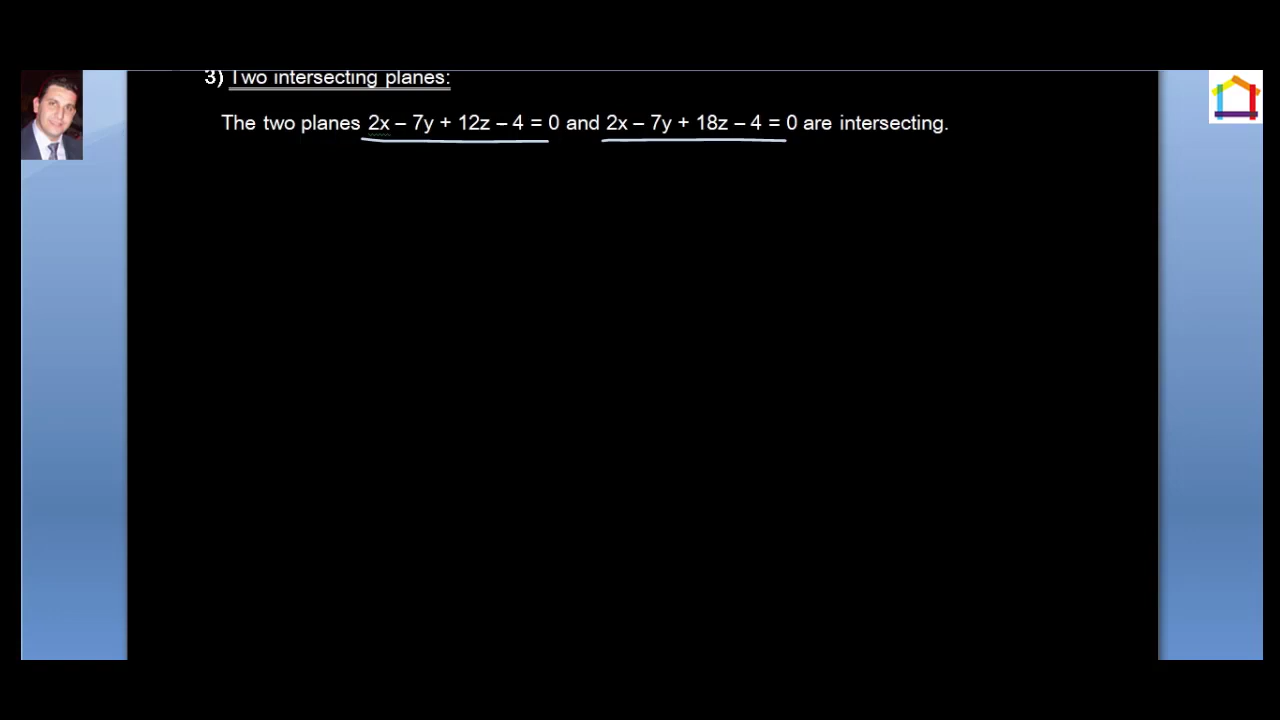 3) Two intersecting planes:
The two planes 2x – 7y + 12z – 4 = 0 and 2x – 7y + 18z – 4 = 0 are intersecting.